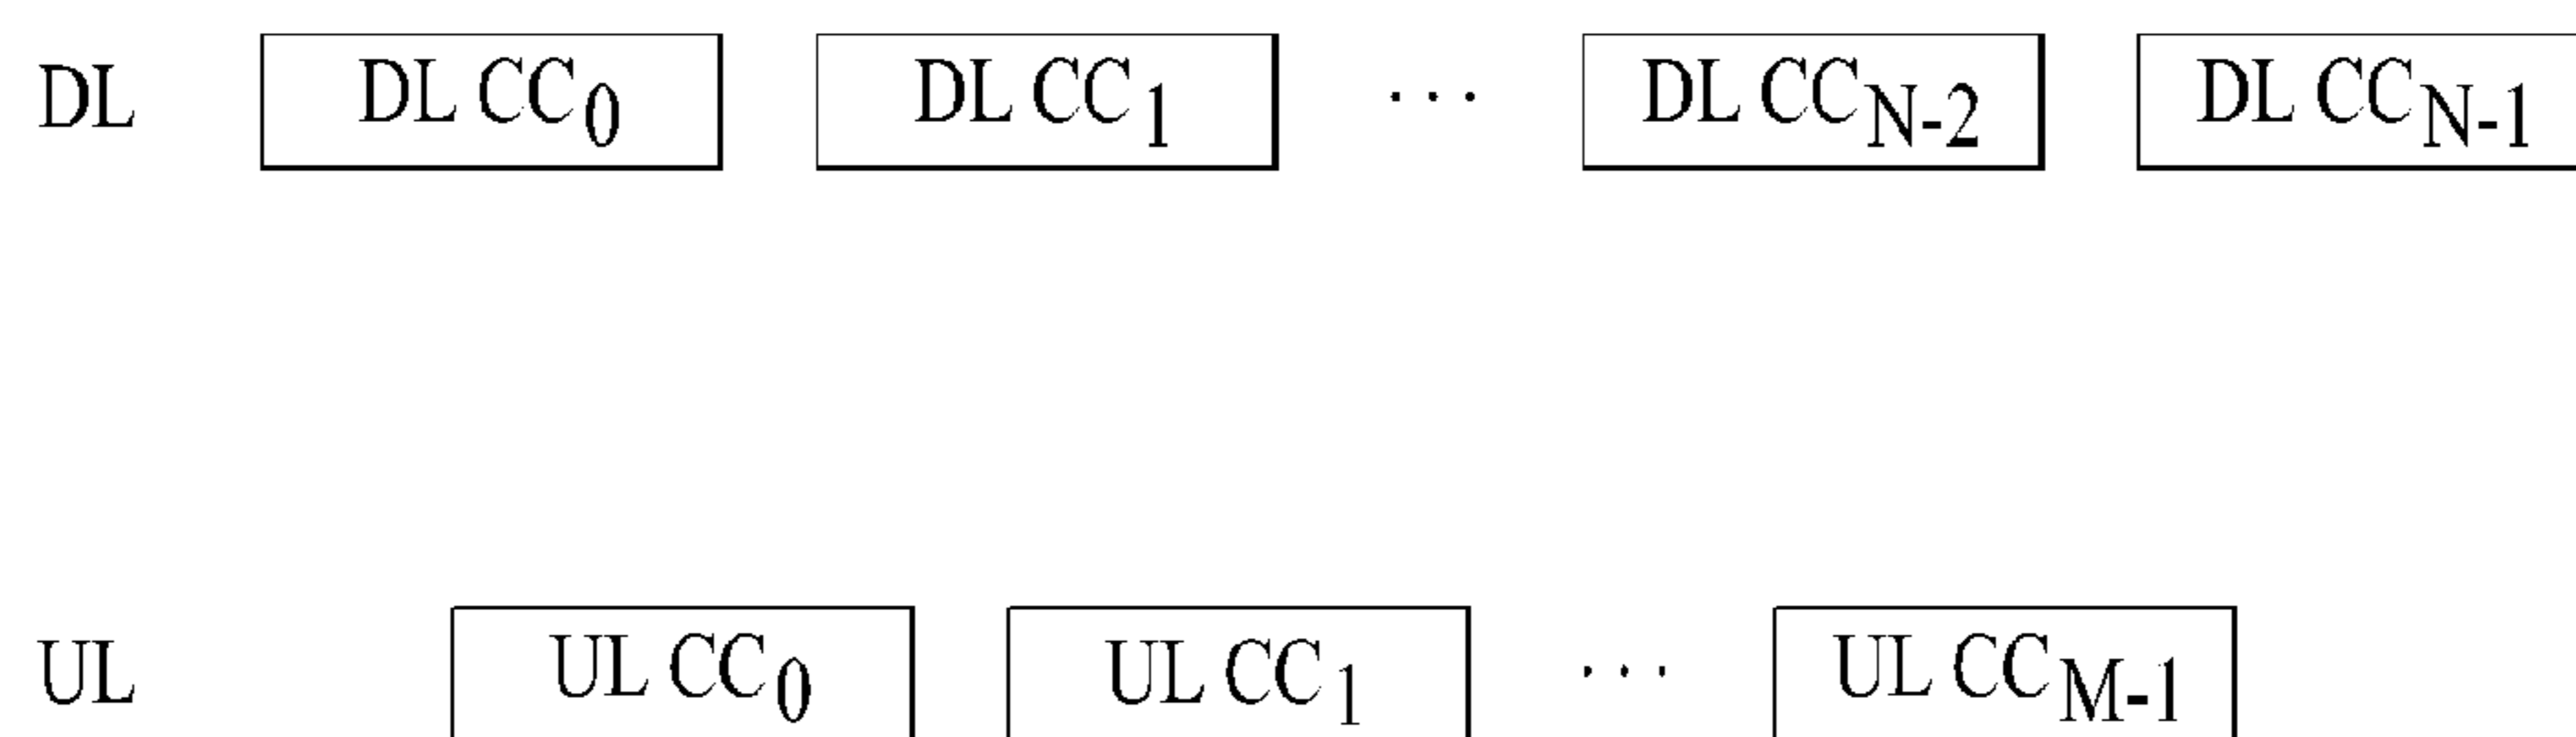 DL DL CC0 DL CC1 ... DL CCN-2 DL CCN-1
UL UL CC0 UL CC1 ... UL CCM-1